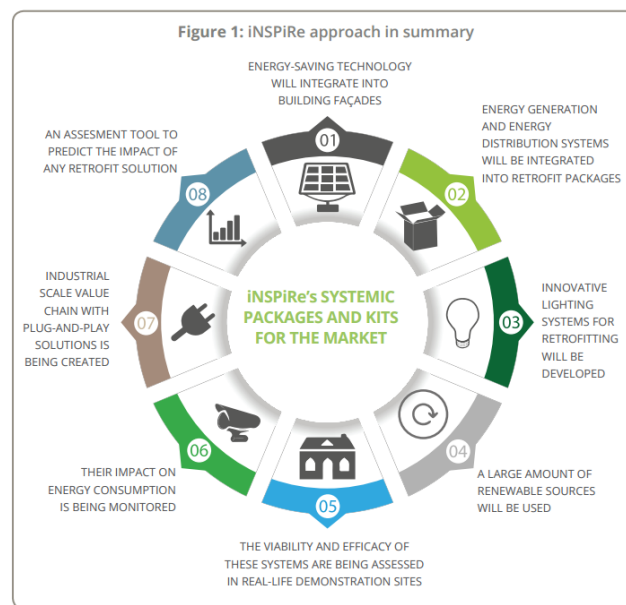 Figure 1: iNSPiRe approach in summary
ENERGY-SAVING TECHNOLOGY
WILL INTEGRATE INTO
BUILDING FAÇADES
01
ENERGY GENERATION
AND ENERGY
DISTRIBUTION SYSTEMS
WILL BE INTEGRATED
INTO RETROFIT PACKAGES
02
INNOVATIVE
LIGHTING
SYSTEMS FOR
RETROFITTING
WILL BE
DEVELOPED
03
A LARGE AMOUNT OF
RENEWABLE SOURCES
WILL BE USED
04
THE VIABILITY AND EFFICACY OF
THESE SYSTEMS ARE BEING ASSESSED
IN REAL-LIFE DEMONSTRATION SITES
05
THEIR IMPACT ON
ENERGY CONSUMPTION
IS BEING MONITORED
06
INDUSTRIAL
SCALE VALUE
CHAIN WITH
PLUG-AND-PLAY
SOLUTIONS IS
BEING CREATED
07
AN ASSESMENT TOOL TO
PREDICT THE IMPACT OF
ANY RETROFIT SOLUTION
08
iNSPiRe's SYSTEMIC
PACKAGES AND KITS
FOR THE MARKET